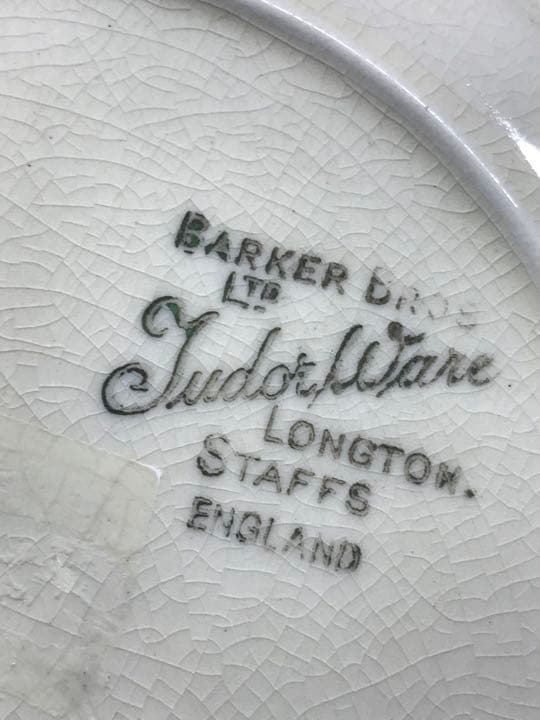 BARKER BROS
LTD
Tudor Ware
LONGTON.
STAFFS
ENGLAND